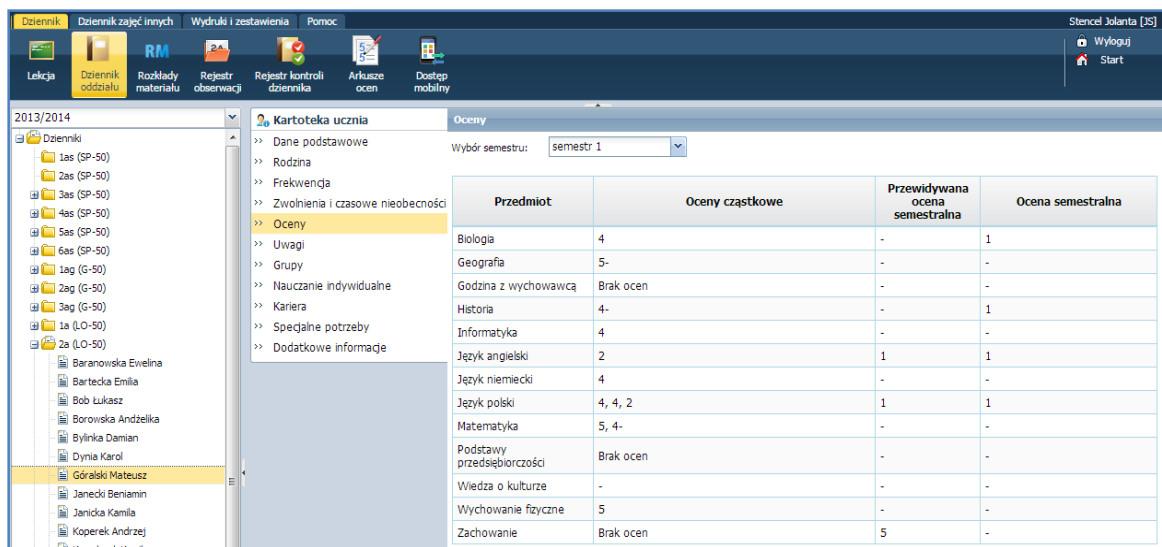 Dziennik Dziennik zajęć innych Wydruki i zestawienia Pomoc Stencel Jolanta [JS]
Wyloguj
Start
Lekcja
Dziennik oddziału
RM
Rozkłady materiału
Rejestr obserwacji
Rejestr kontroli dziennika
Arkusze ocen
Dostęp mobilny
2013/2014
Dzienniki
1as (SP-50)
2as (SP-50)
3as (SP-50)
4as (SP-50)
5as (SP-50)
6as (SP-50)
1ag (G-50)
2ag (G-50)
3ag (G-50)
1a (LO-50)
2a (LO-50)
Baranowska Ewelina
Bartecka Emilia
Bob Łukasz
Borowska Andżelika
Bylinka Damian
Dynia Karol
Góralski Mateusz
Janecki Beniamin
Janicka Kamila
Koperek Andrzej
Kartoteka ucznia
>> Dane podstawowe
>> Rodzina
>> Frekwencja
>> Zwolnienia i czasowe nieobecności
>> Oceny
>> Uwagi
>> Grupy
>> Nauczanie indywidualne
>> Kariera
>> Specjalne potrzeby
>> Dodatkowe informacje
Oceny
Wybór semestru: semestr 1
Przedmiot Oceny cząstkowe Przewidywana ocena semestralna Ocena semestralna
Biologia 4 - 1
Geografia 5- - -
Godzina z wychowawcą Brak ocen - -
Historia 4- - 1
Informatyka 4 - -
Język angielski 2 1 1
Język niemiecki 4 - -
Język polski 4, 4, 2 1 1
Matematyka 5, 4- - -
Podstawy przedsiębiorczości Brak ocen - -
Wiedza o kulturze - - -
Wychowanie fizyczne 5 - -
Zachowanie Brak ocen 5 -